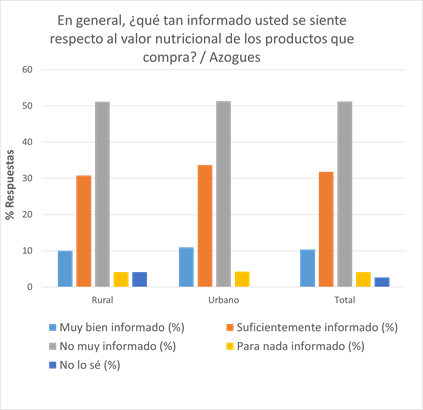 En general, ¿qué tan informado usted se siente
respecto al valor nutricional de los productos que
compra? / Azogues
% Respuestas
60
50
40
30
20
10
0
Rural
Urbano
Total
Muy bien informado (%)
Suficientemente informado (%)
No muy informado (%)
Para nada informado (%)
No lo sé (%)